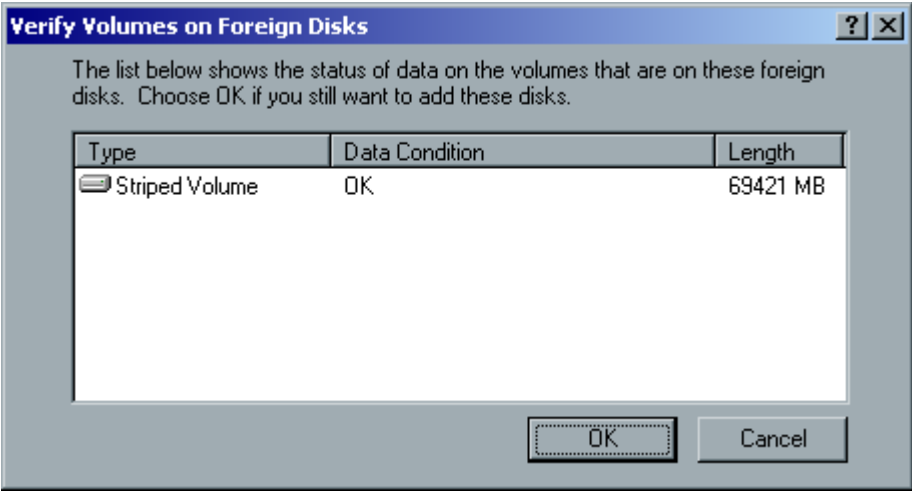 Verify Volumes on Foreign Disks
The list below shows the status of data on the volumes that are on these foreign
disks.  Choose OK if you still want to add these disks.
Type Data Condition Length
Striped Volume OK 69421 MB
OK Cancel